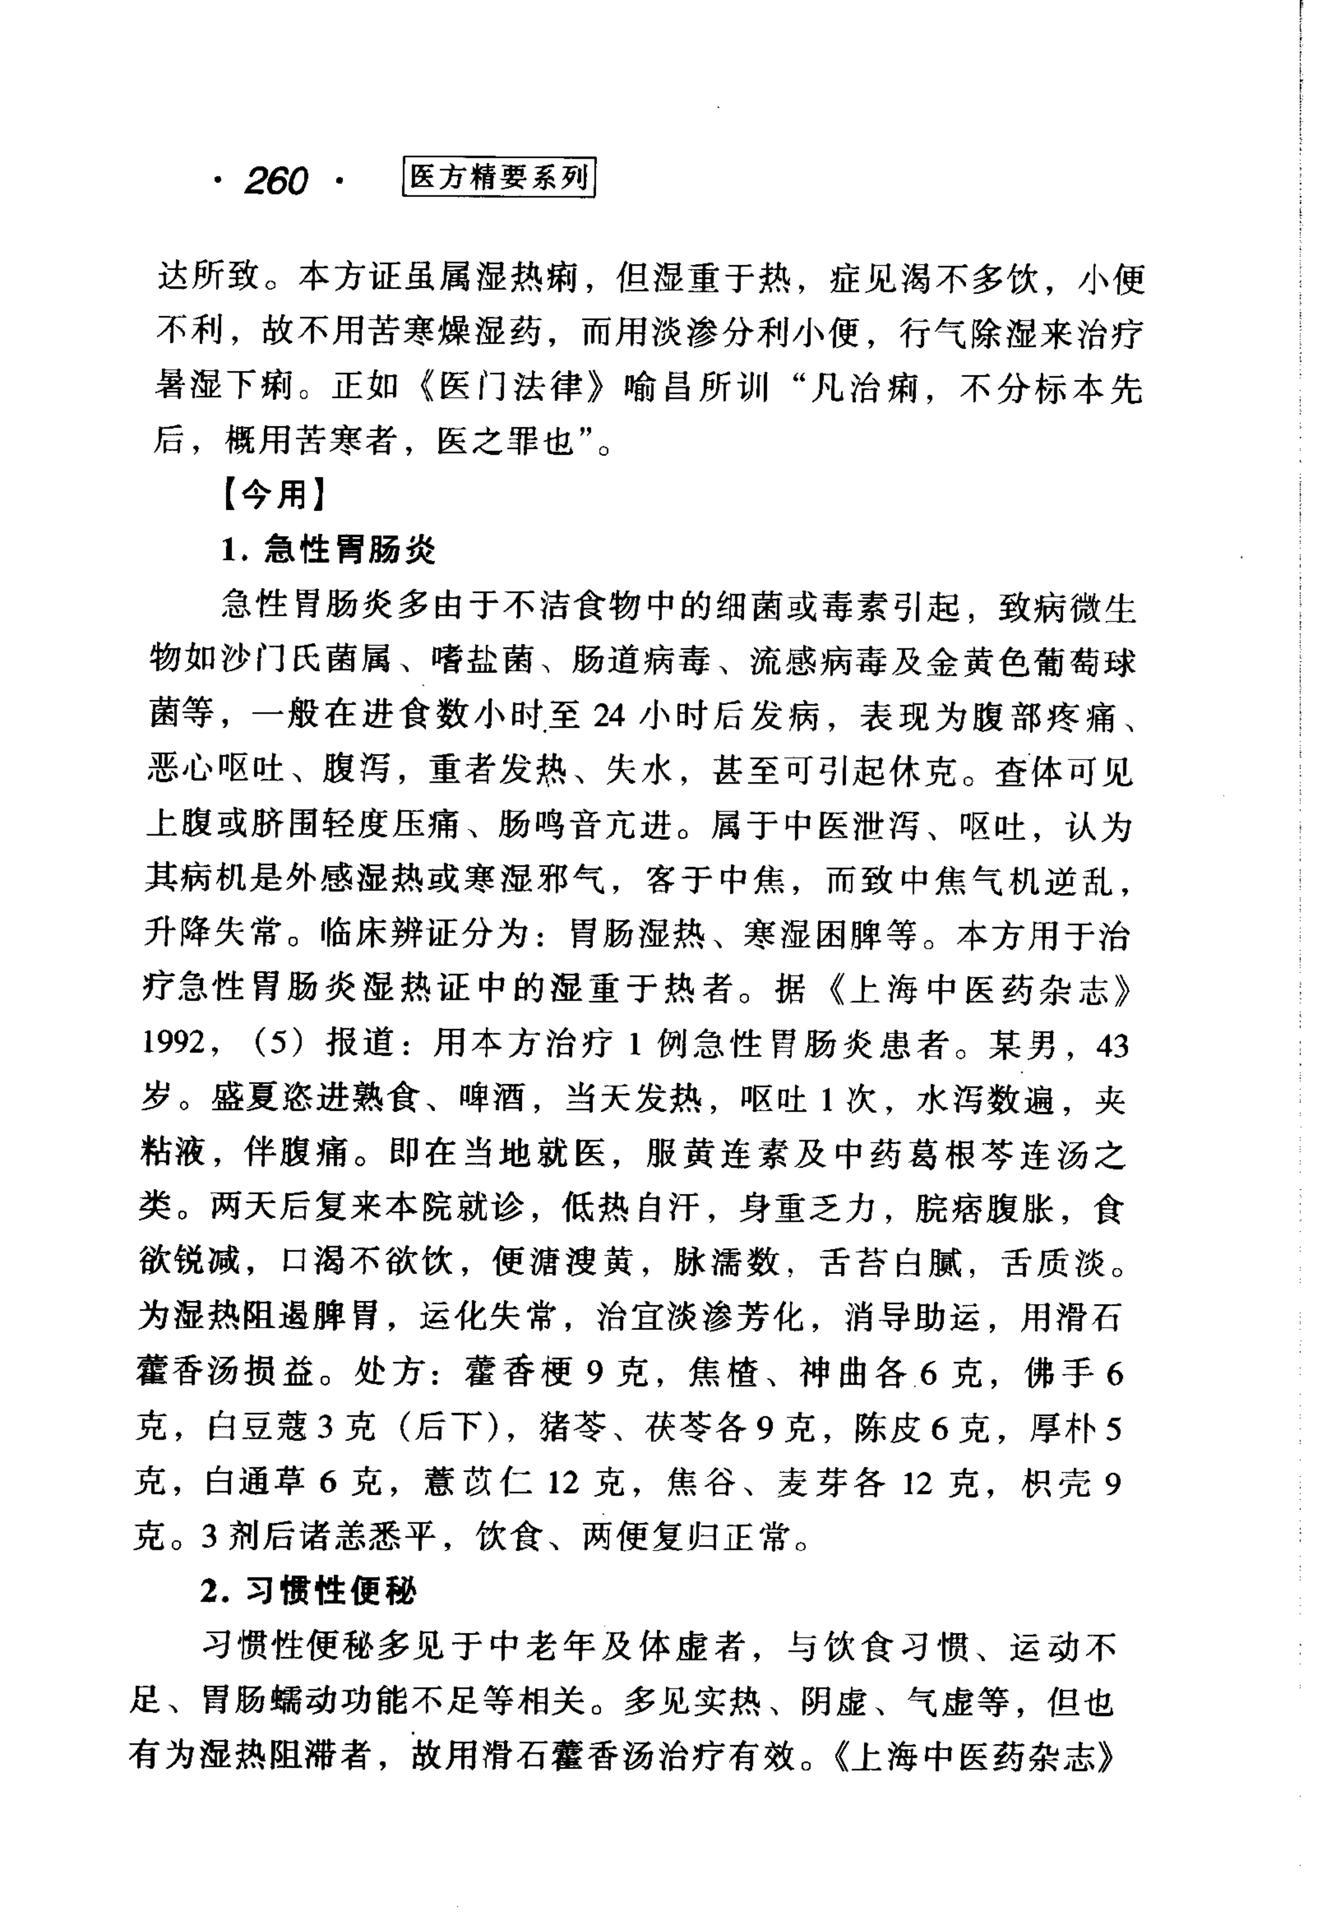 · 260 · 医方精要系列
达所致。本方证虽属湿热痢，但湿重于热，症见渴不多饮，小便
不利，故不用苦寒燥湿药，而用淡渗分利小便，行气除湿来治疗
暑湿下痢。正如《医门法律》喻昌所训“凡治痢，不分标本先
后，概用苦寒者，医之罪也”。
【今用】
1. 急性胃肠炎
急性胃肠炎多由于不洁食物中的细菌或毒素引起，致病微生
物如沙门氏菌属、嗜盐菌、肠道病毒、流感病毒及金黄色葡萄球
菌等，一般在进食数小时至 24 小时后发病，表现为腹部疼痛、
恶心呕吐、腹泻，重者发热、失水，甚至可引起休克。查体可见
上腹或脐围轻度压痛、肠鸣音亢进。属于中医泄泻、呕吐，认为
其病机是外感湿热或寒湿邪气，客于中焦，而致中焦气机逆乱，
升降失常。临床辨证分为：胃肠湿热、寒湿困脾等。本方用于治
疗急性胃肠炎湿热证中的湿重于热者。据《上海中医药杂志》
1992，（5）报道：用本方治疗 1 例急性胃肠炎患者。某男，43
岁。盛夏恣进熟食、啤酒，当天发热，呕吐 1 次，水泻数遍，夹
粘液，伴腹痛。即在当地就医，服黄连素及中药葛根芩连汤之
类。两天后复来本院就诊，低热自汗，身重乏力，脘痞腹胀，食
欲锐减，口渴不欲饮，便溏溲黄，脉濡数，舌苔白腻，舌质淡。
为湿热阻遏脾胃，运化失常，治宜淡渗芳化，消导助运，用滑石
藿香汤损益。处方：藿香梗 9 克，焦楂、神曲各 6 克，佛手 6
克，白豆蔻 3 克（后下），猪苓、茯苓各 9 克，陈皮 6 克，厚朴 5
克，白通草 6 克，薏苡仁 12 克，焦谷、麦芽各 12 克，枳壳 9
克。3 剂后诸恙悉平，饮食、两便复归正常。
2. 习惯性便秘
习惯性便秘多见于中老年及体虚者，与饮食习惯、运动不
足、胃肠蠕动功能不足等相关。多见实热、阴虚、气虚等，但也
有为湿热阻滞者，故用滑石藿香汤治疗有效。《上海中医药杂志》